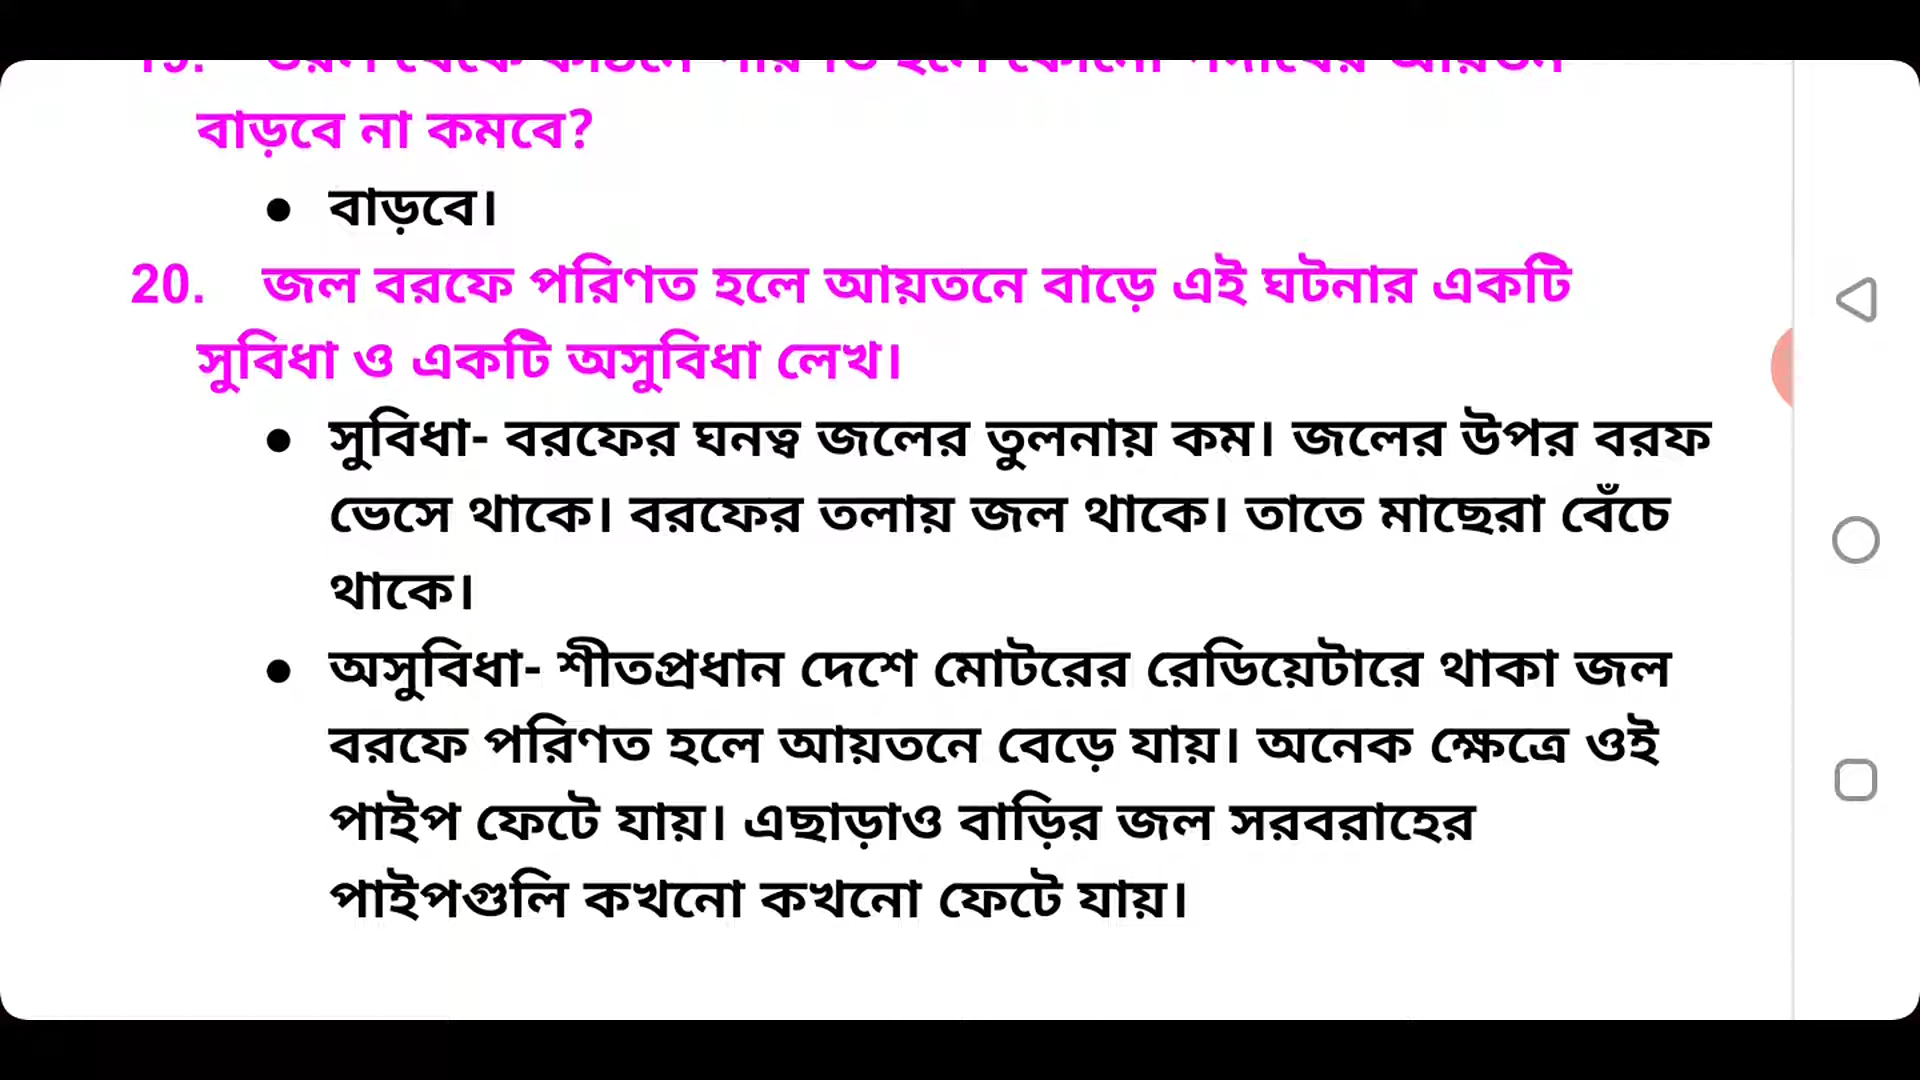 বাড়বে না কমবে?
● বাড়বে।
20. জল বরফে পরিণত হলে আয়তনে বাড়ে এই ঘটনার একটি
সুবিধা ও একটি অসুবিধা লেখ।
● সুবিধা- বরফের ঘনত্ব জলের তুলনায় কম। জলের উপর বরফ
ভেসে থাকে। বরফের তলায় জল থাকে। তাতে মাছেরা বেঁচে
থাকে।
● অসুবিধা- শীতপ্রধান দেশে মোটরের রেডিয়েটারে থাকা জল
বরফে পরিণত হলে আয়তনে বেড়ে যায়। অনেক ক্ষেত্রে ওই
পাইপ ফেটে যায়। এছাড়াও বাড়ির জল সরবরাহের
পাইপগুলি কখনো কখনো ফেটে যায়।